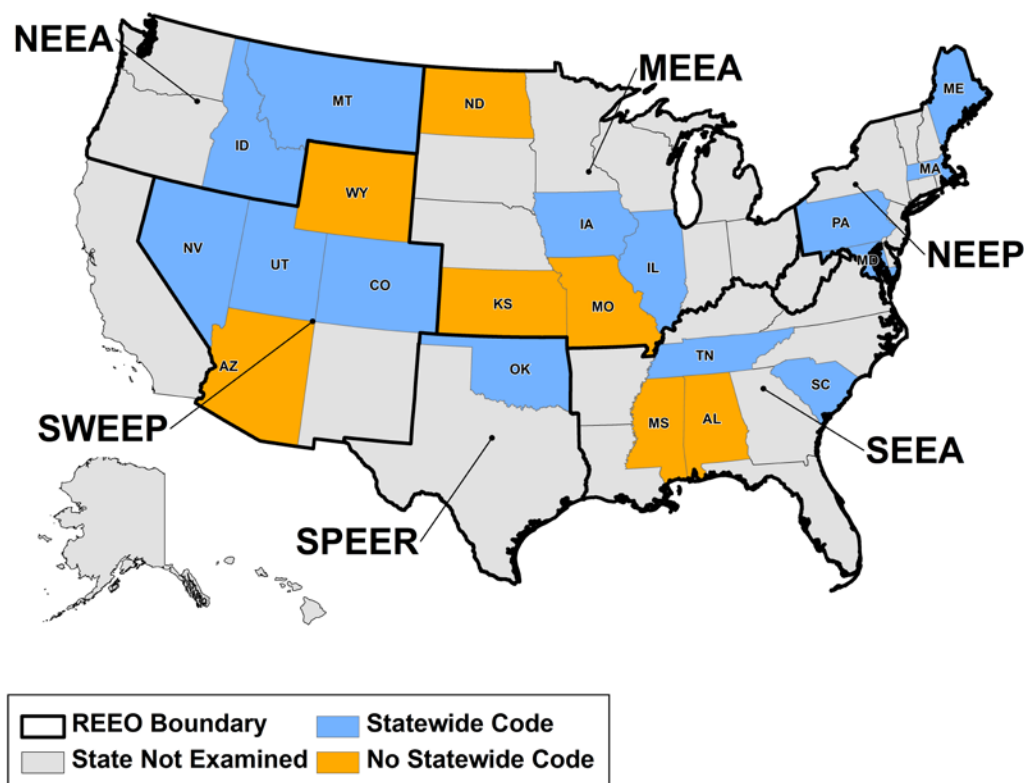 NEEA
MEEA
ND
MT
ME
ID
MA
WY
IA
PA
NV
NEEP
UT
IL
MD
CO
KS
MO
TN
AZ
OK
SC
MS
AL
SWEEP
SEEA
SPEER
REEO Boundary
Statewide Code
State Not Examined
No Statewide Code